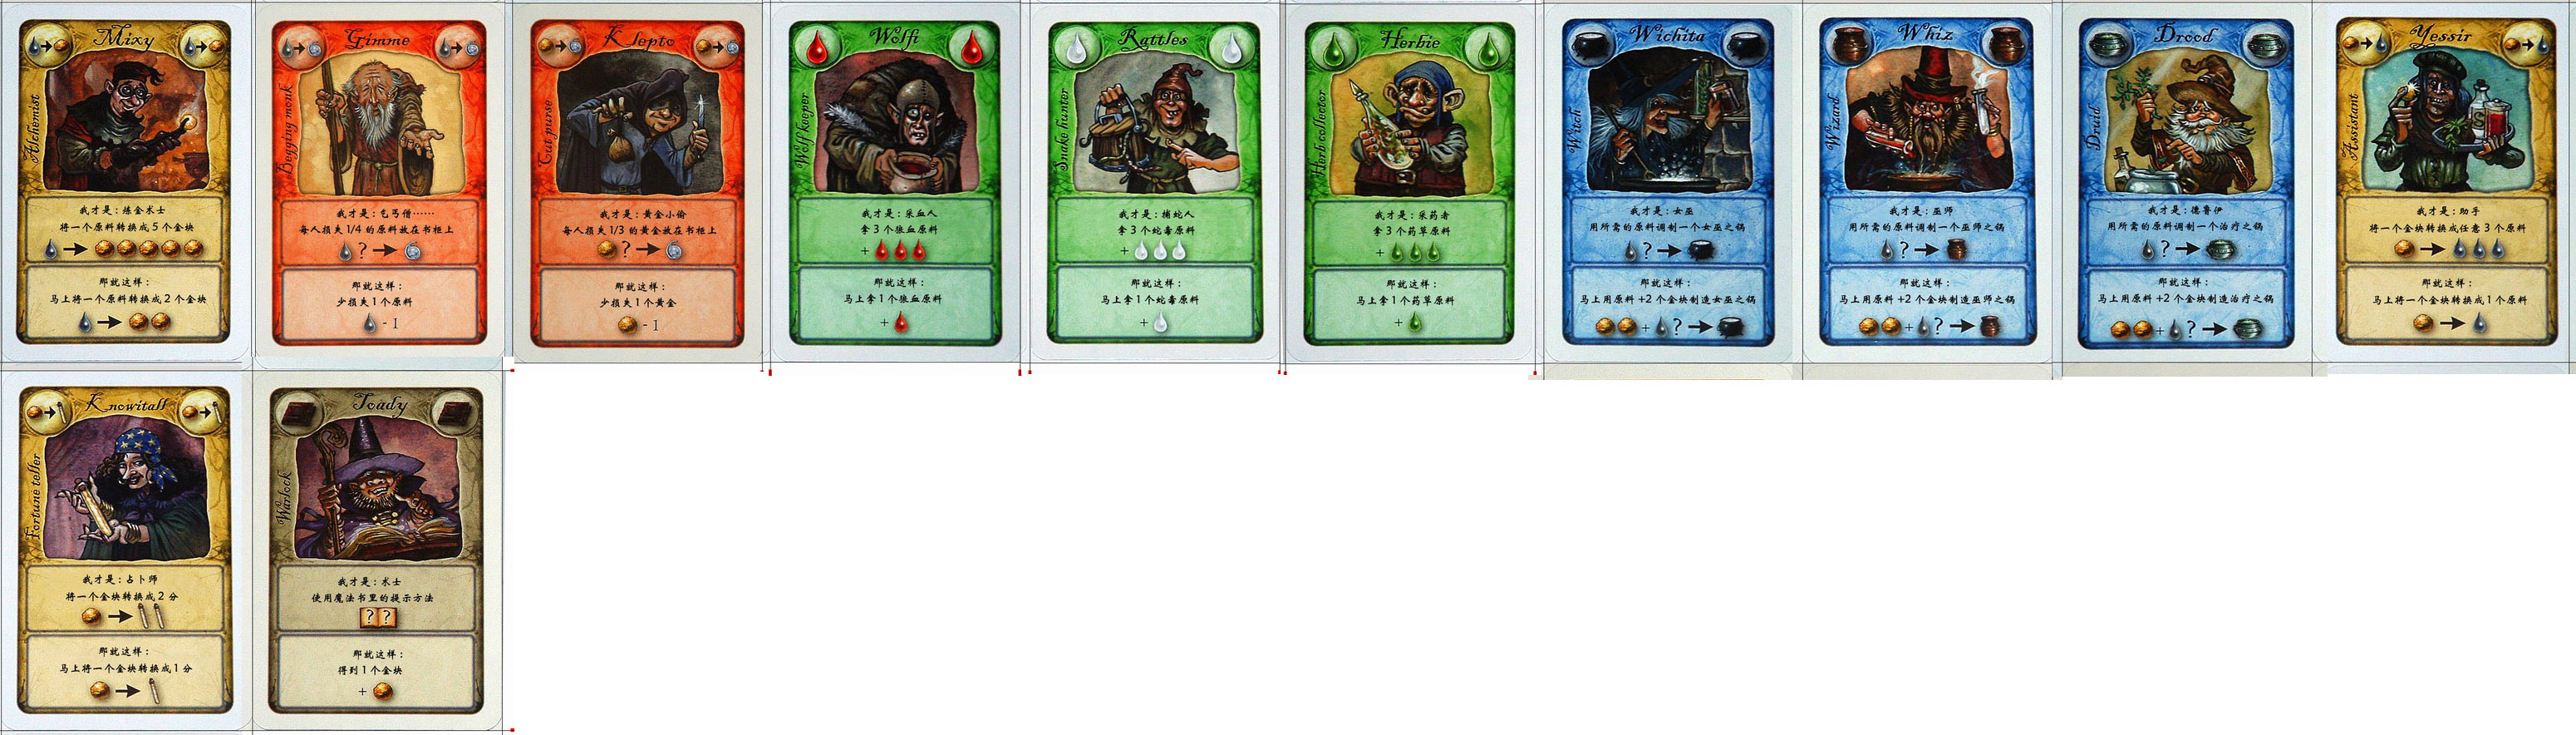 Mixy
Alchemist
我才是：炼金术士
将一个原料转换成5个金块
那就这样：
马上将一个原料转换成2个金块
Gimme
Begging monk
我才是：乞丐僧……
每人损失1/4的原料放在书柜上
?
那就这样：
少损失1个原料
- 1
Klepto
Cut purse
我才是：黄金小偷
每人损失1/3的黄金放在书柜上
?
那就这样：
少损失1个黄金
- 1
Wolfi
Wolf keeper
我才是：采血人
拿3个狼血原料
+
那就这样：
马上拿1个狼血原料
+
Rattles
Snake hunter
我才是：捕蛇人
拿3个蛇毒原料
+
那就这样：
马上拿1个蛇毒原料
+
Herbie
Herb collector
我才是：采药者
拿3个药草原料
+
那就这样：
马上拿1个药草原料
+
Wichita
Witch
我才是：女巫
用所需的原料调制一个女巫之锅
?
那就这样：
马上用原料+2个金块制造女巫之锅
+ ?
Whiz
Wizard
我才是：巫师
用所需的原料调制一个巫师之锅
?
那就这样：
马上用原料+2个金块制造巫师之锅
+ ?
Drood
Druid
我才是：德鲁伊
用所需的原料调制一个治疗之锅
?
那就这样：
马上用原料+2个金块制造治疗之锅
+ ?
Yessir
Assistant
我才是：助手
将一个金块转换成任意3个原料
那就这样：
马上将一个金块转换成1个原料
Knowitall
Fortune teller
我才是：占卜师
将一个金块转换成2分
那就这样：
马上将一个金块转换成1分
Toady
Warlock
我才是：术士
使用魔法书里的提示方法
? ?
那就这样：
得到1个金块
+